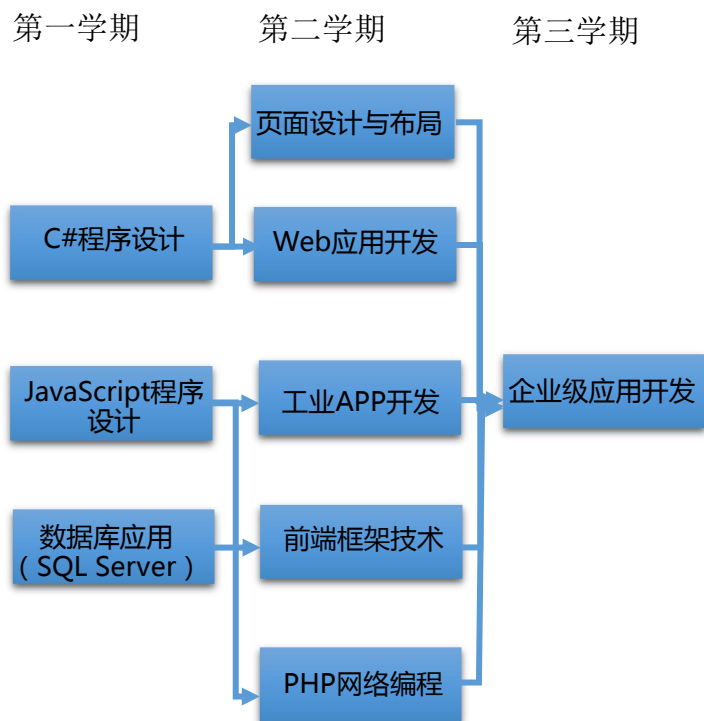 第一学期
第二学期
第三学期
页面设计与布局
C#程序设计
Web应用开发
JavaScript程序
设计
工业APP开发
企业级应用开发
数据库应用
（SQL Server）
前端框架技术
PHP网络编程